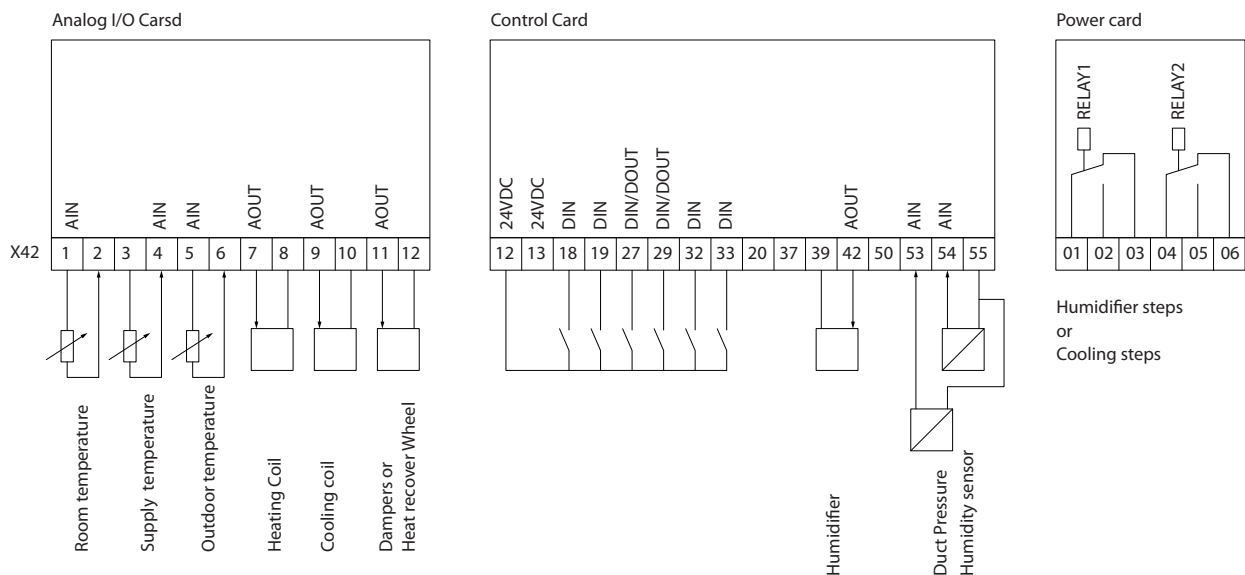 Analog I/O Carsd
AIN
AIN
AIN
AOUT
AOUT
AOUT
X42
1 2 3 4 5 6 7 8 9 10 11 12
Room temperature
Supply temperature
Outdoor temperature
Heating Coil
Cooling coil
Dampers or
Heat recover Wheel
Control Card
24VDC
24VDC
DIN
DIN
DIN/DOUT
DIN/DOUT
DIN
DIN
AOUT
AIN
AIN
12 13 18 19 27 29 32 33 20 37 39 42 50 53 54 55
Humidifier
Duct Pressure
Humidity sensor
Power card
RELAY1
RELAY2
01 02 03 04 05 06
Humidifier steps
or
Cooling steps